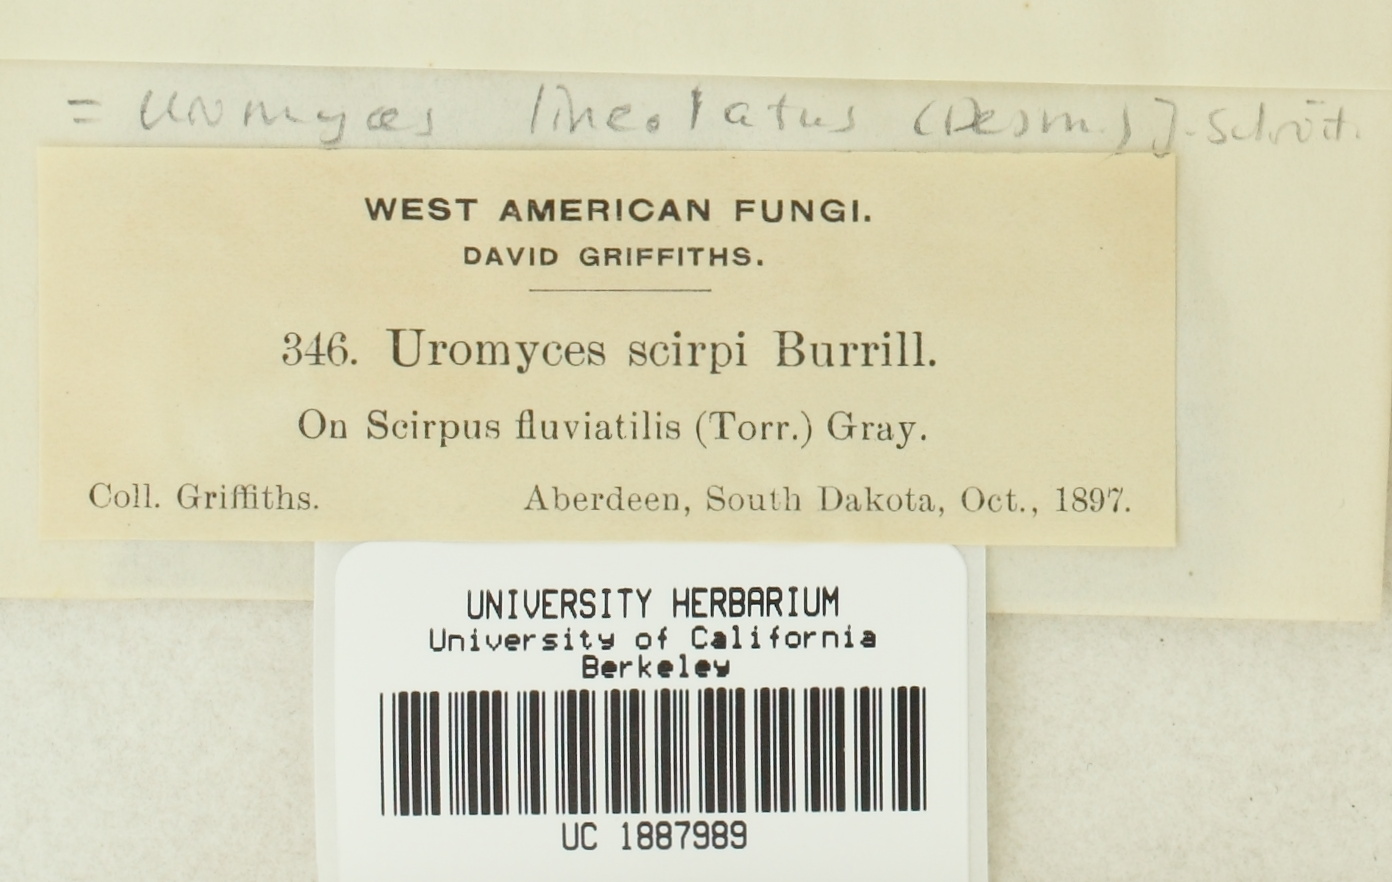 = Uromyces lineolatus (Desm.) J. Schröt.
WEST AMERICAN FUNGI.
DAVID GRIFFITHS.
346. Uromyces scirpi Burrill.
On Scirpus fluviatilis (Torr.) Gray.
Coll. Griffiths. Aberdeen, South Dakota, Oct., 1897.
UNIVERSITY HERBARIUM
University of California
Berkeley
UC 1887989